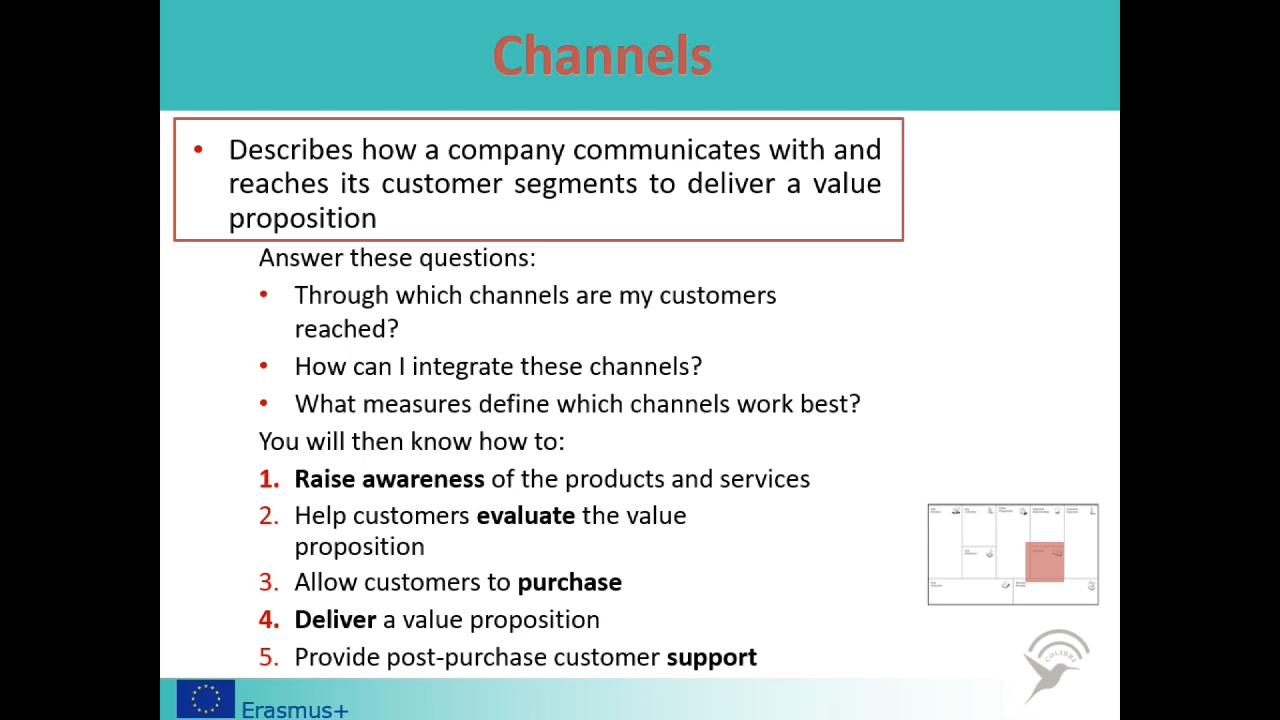 Channels
• Describes how a company communicates with and
reaches its customer segments to deliver a value
proposition
Answer these questions:
• Through which channels are my customers
reached?
• How can I integrate these channels?
• What measures define which channels work best?
You will then know how to:
1. Raise awareness of the products and services
2. Help customers evaluate the value
proposition
3. Allow customers to purchase
4. Deliver a value proposition
5. Provide post-purchase customer support
COLIBRI
Erasmus+